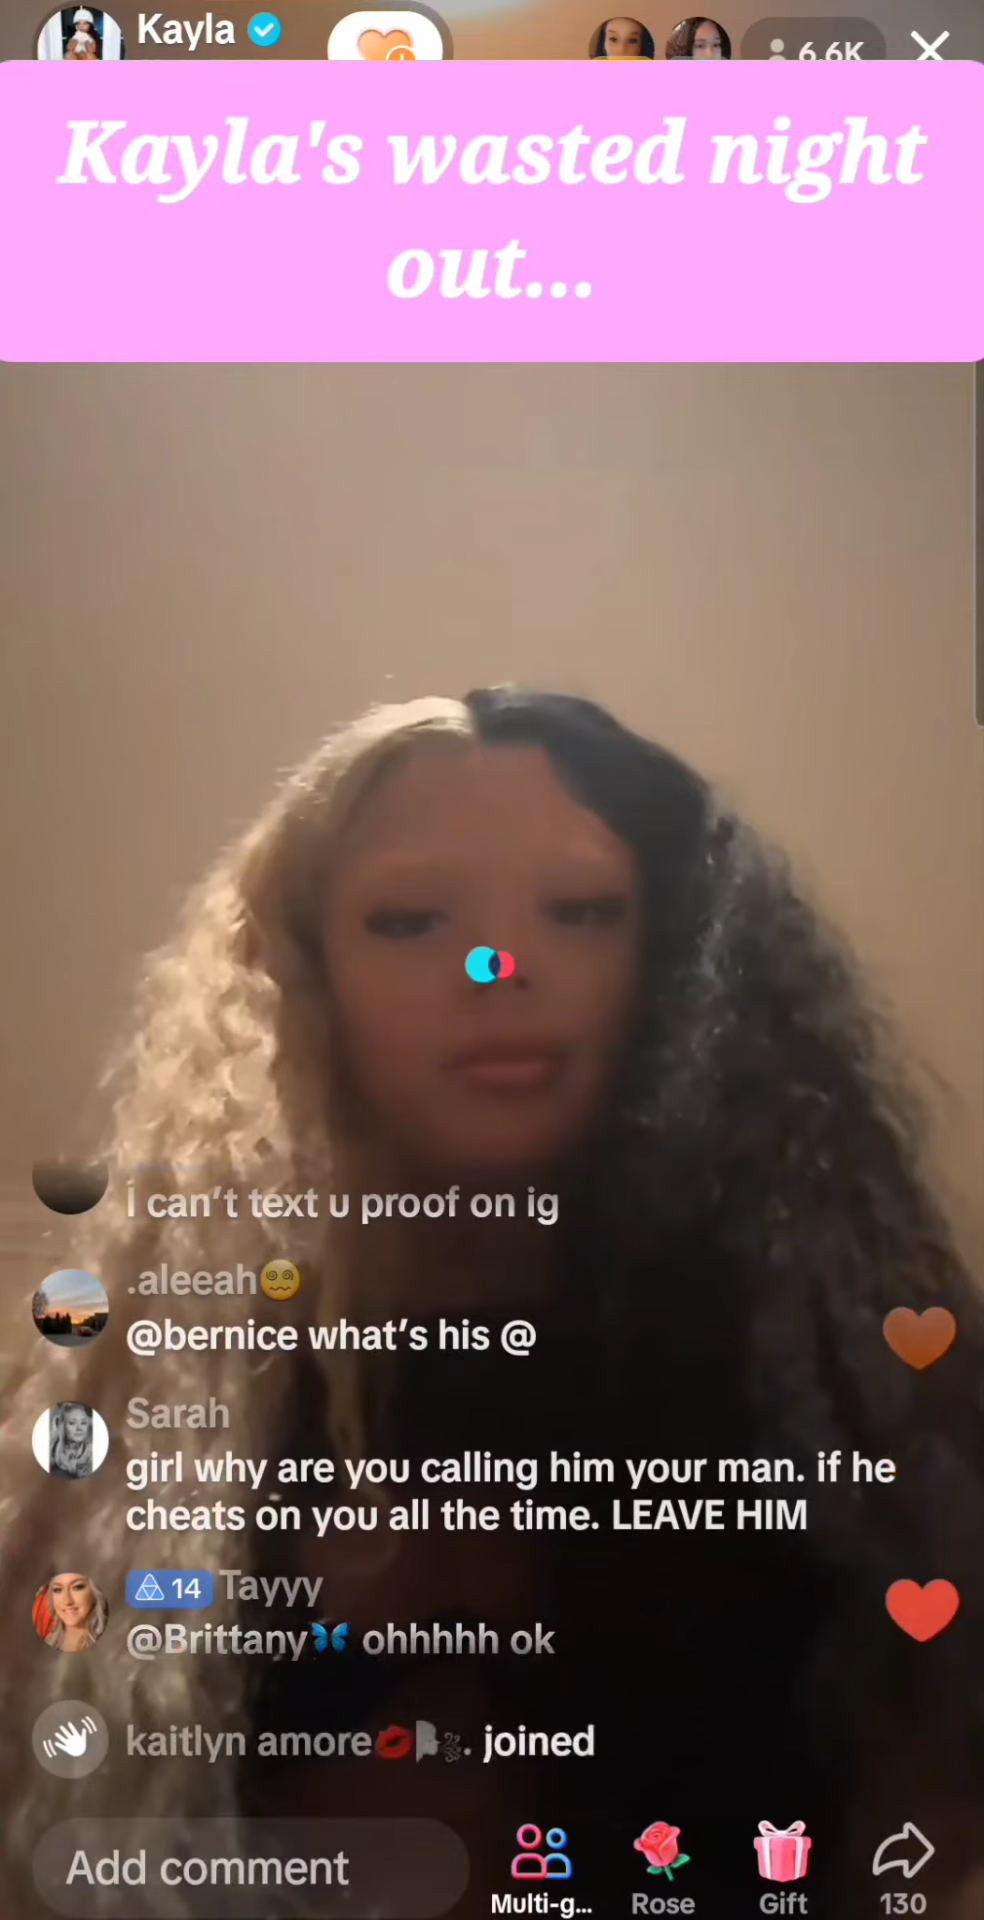 Kayla
6.6K
Kayla's wasted night
out...
I can't text u proof on ig
.aleeah😵‍💫
@bernice what's his @
Sarah
girl why are you calling him your man. if he
cheats on you all the time. LEAVE HIM
14 Tayyy
@Brittany🦋 ohhhhh ok
kaitlyn amore💋🌬. joined
Add comment
Multi-g... Rose Gift 130